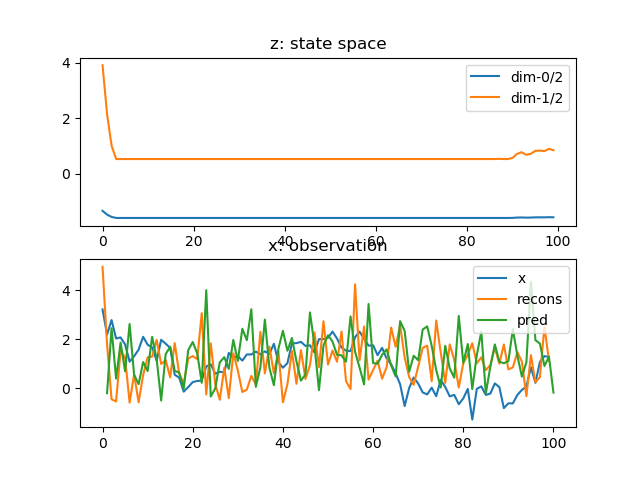 z: state space
4
2
0
dim-0/2
dim-1/2
0 20 40 60 80 100
x: observation
4
2
0
x
recons
pred
0 20 40 60 80 100